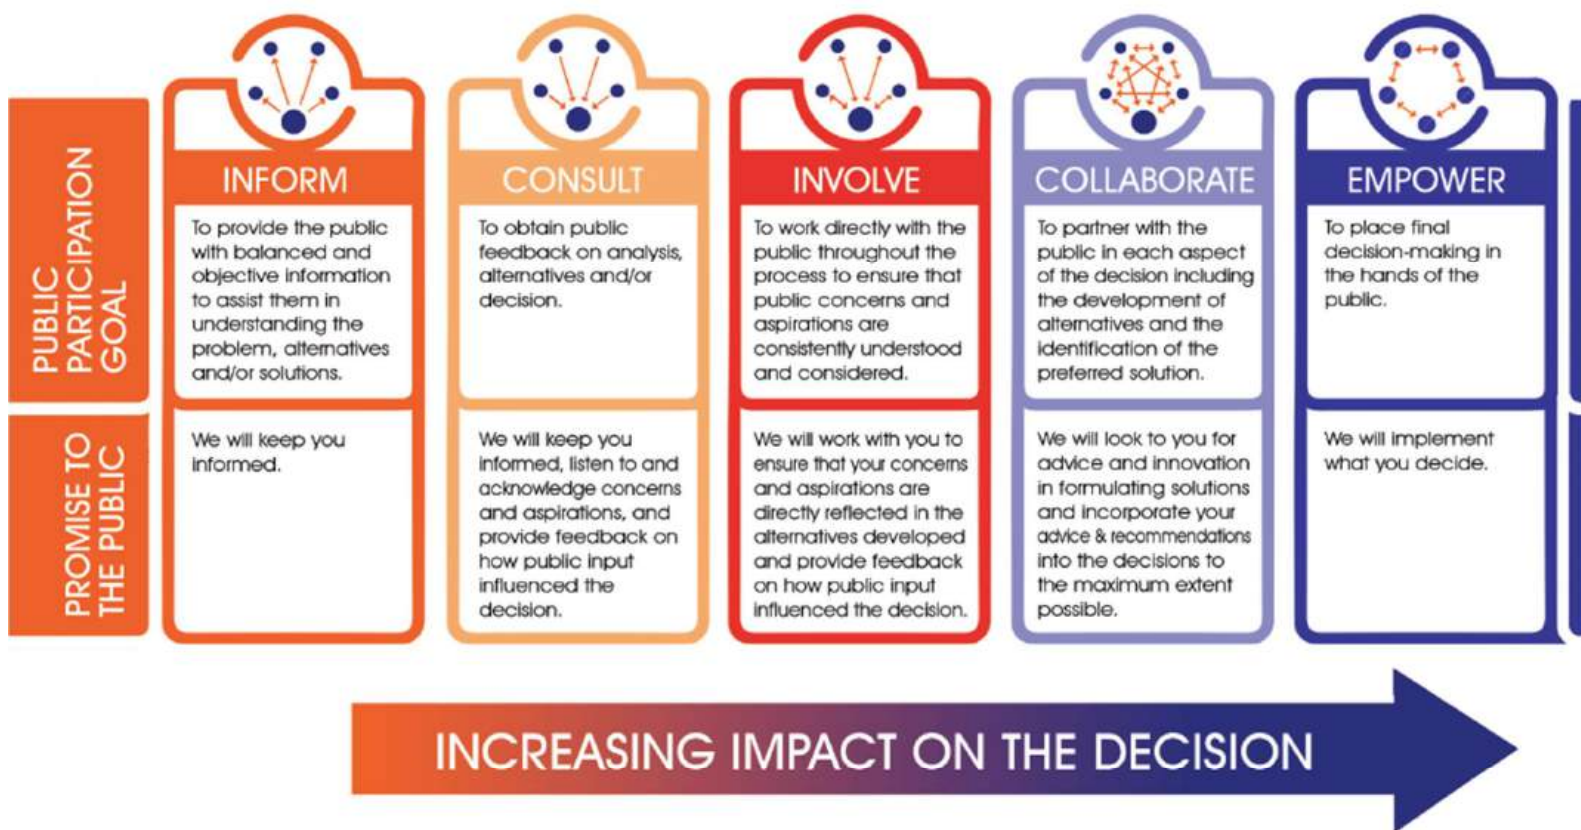 PUBLIC
PARTICIPATION
GOAL
INFORM
To provide the public
with balanced and
objective information
to assist them in
understanding the
problem, alternatives
and/or solutions.
CONSULT
To obtain public
feedback on analysis,
alternatives and/or
decision.
INVOLVE
To work directly with the
public throughout the
process to ensure that
public concerns and
aspirations are
consistently understood
and considered.
COLLABORATE
To partner with the
public in each aspect
of the decision including
the development of
alternatives and the
identification of the
preferred solution.
EMPOWER
To place final
decision-making in
the hands of the
public.
PROMISE TO
THE PUBLIC
We will keep you
informed.
We will keep you
informed, listen to and
acknowledge concerns
and aspirations, and
provide feedback on
how public input
influenced the
decision.
We will work with you to
ensure that your concerns
and aspirations are
directly reflected in the
alternatives developed
and provide feedback
on how public input
influenced the decision.
We will look to you for
advice and innovation
in formulating solutions
and incorporate your
advice & recommendations
into the decisions to
the maximum extent
possible.
We will implement
what you decide.
INCREASING IMPACT ON THE DECISION